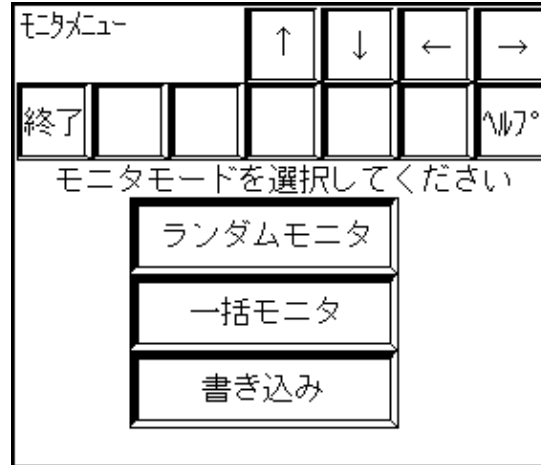 ﾓﾆﾀﾒﾆｭｰ
↑ ↓ ← →
終了 ﾍﾙﾌﾟ
モニタモードを選択してください
ランダムモニタ
一括モニタ
書き込み